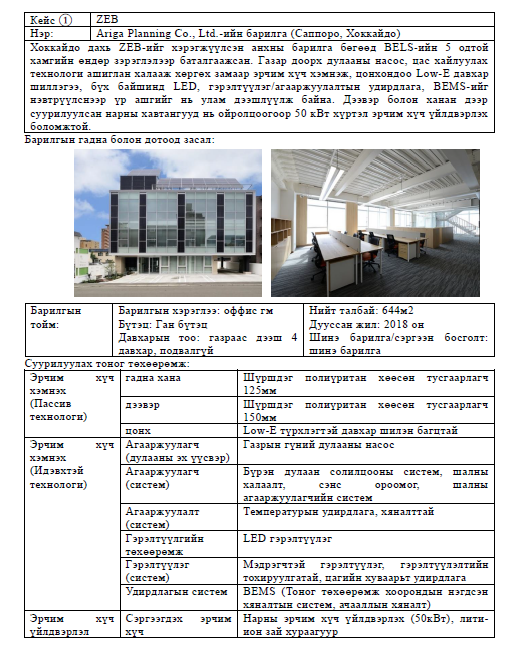 Кейс ①
ZEB
Нэр:
Ariga Planning Co., Ltd.-ийн барилга (Саппоро, Хоккайдо)
Хоккайдо дахь ZEB-ийг хэрэгжүүлсэн анхны барилга бөгөөд BELS-ийн 5 одтой
хамгийн өндөр зэрэглэлээр баталгаажсан. Газар доорх дулааны насос, цас хайлуулах
технологи ашиглан халааж хөргөх замаар эрчим хүч хэмнэж, цонхондоо Low-E давхар
шиллэгээ, бүх байшинд LED, гэрэлтүүлэг/агааржуулалтын удирдлага, BEMS-ийг
нэвтрүүлснээр үр ашгийг нь улам дээшлүүлж байна. Дээвэр болон ханан дээр
суурилуулсан нарны хавтангууд нь ойролцоогоор 50 кВт хүртэл эрчим хүч үйлдвэрлэх
боломжтой.
Барилгын гадна болон дотоод засал:
Барилгын
тойм:
Барилгын хэрэглээ: оффис гм
Бүтэц: Ган бүтэц
Давхарын тоо: газраас дээш 4
давхар, подвалгүй
Нийт талбай: 644м2
Дууссан жил: 2018 он
Шинэ барилга/сэргээн босголт:
шинэ барилга
Суурилуулах тоног төхөөрөмж:
Эрчим хүч
хэмнэх
(Пассив
технологи)
гадна хана
Шүршдэг полиуритан хөөсөн тусгаарлагч
125мм
дээвэр
Шүршдэг полиуритан хөөсөн тусгаарлагч
150мм
цонх
Low-E түрхлэгтэй давхар шилэн багцтай
Эрчим хүч
хэмнэх
(Идэвхтэй
технологи)
Агааржуулагч
(дулааны эх үүсвэр)
Газрын гүний дулааны насос
Агааржуулагч
(систем)
Бүрэн дулаан солилцооны систем, шалны
халаалт, сэнс ороомог, шалны
агааржуулагчийн систем
Агааржуулалт
(систем)
Температурын удирдлага, хяналттай
Гэрэлтүүлгийн
төхөөрөмж
LED гэрэлтүүлэг
Гэрэлтүүлэг
(систем)
Мэдрэгчтэй гэрэлтүүлэг, гэрэлтүүлэлтийн
тохируулгатай, цагийн хуваарьт удирдлага
Удирдлагын систем
BEMS (Тоног төхөөрөмж хоорондын нэгдсэн
хяналтын систем, ачааллын хяналт)
Эрчим хүч
үйлдвэрлэл
Сэргээгдэх эрчим
хүч
Нарны эрчим хүч үйлдвэрлэх (50кВт), лити-
ион зай хураагуур